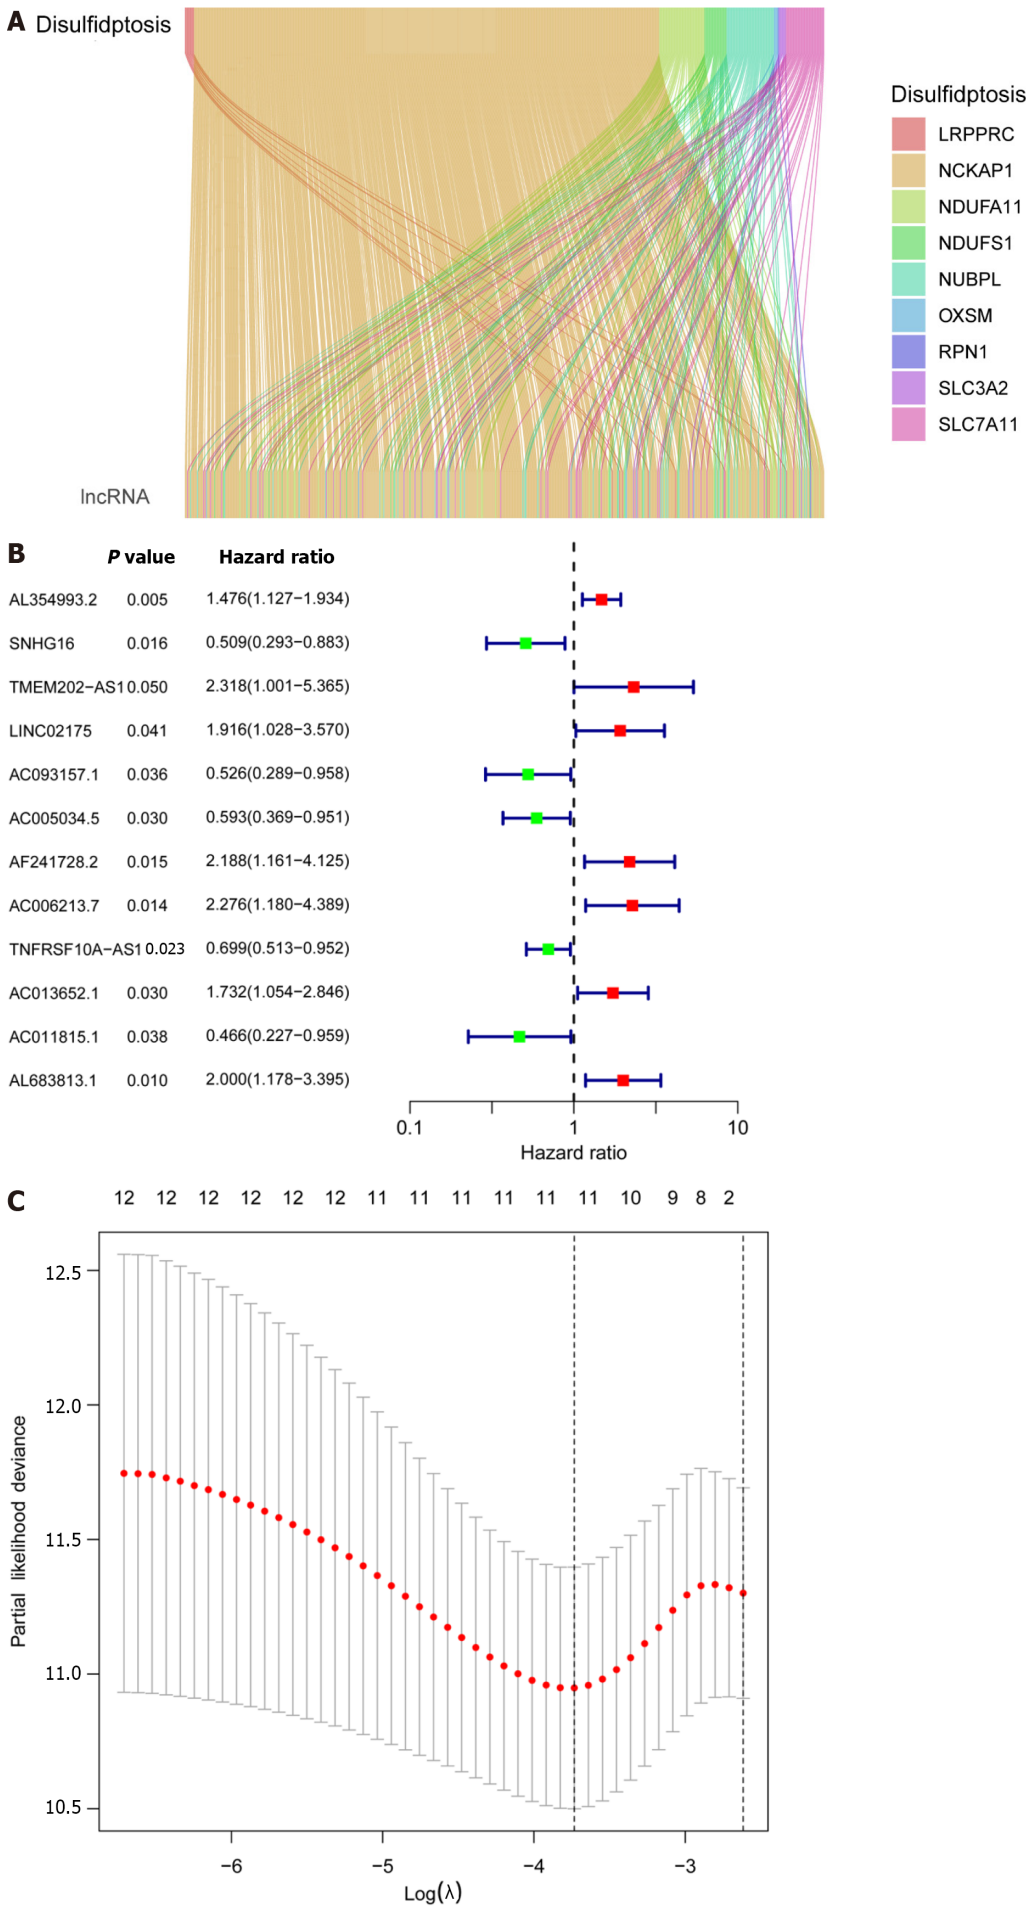 A Disulfidptosis
Disulfidptosis
LRPPRC
NCKAP1
NDUFA11
NDUFS1
NUBPL
OXSM
RPN1
SLC3A2
SLC7A11
lncRNA
B P value Hazard ratio
AL354993.2 0.005 1.476(1.127−1.934)
SNHG16 0.016 0.509(0.293−0.883)
TMEM202−AS1 0.050 2.318(1.001−5.365)
LINC02175 0.041 1.916(1.028−3.570)
AC093157.1 0.036 0.526(0.289−0.958)
AC005034.5 0.030 0.593(0.369−0.951)
AF241728.2 0.015 2.188(1.161−4.125)
AC006213.7 0.014 2.276(1.180−4.389)
TNFRSF10A−AS1 0.023 0.699(0.513−0.952)
AC013652.1 0.030 1.732(1.054−2.846)
AC011815.1 0.038 0.466(0.227−0.959)
AL683813.1 0.010 2.000(1.178−3.395)
0.1 1 10
Hazard ratio
C 12 12 12 12 12 12 11 11 11 11 11 11 10 9 8 2
12.5
12.0
11.5
11.0
10.5
Partial likelihood deviance
−6 −5 −4 −3
Log(λ)